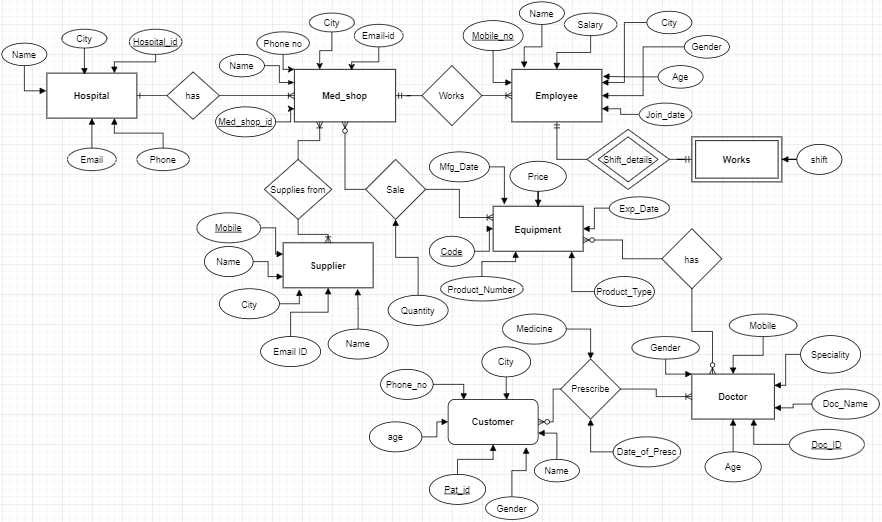 Name
City
Hospital_id
Hospital
Email
Phone
has
City
Phone no
Email-id
Name
Med_shop_id
Med_shop
Works
Name
Mobile_no
Salary
City
Gender
Age
Join_date
Employee
Shift_details
Works
shift
Supplies from
Sale
Quantity
Mfg_Date
Price
Exp_Date
Code
Equipment
Product_Number
Product_Type
has
Mobile
Name
City
Supplier
Email ID
Name
Medicine
Prescribe
Date_of_Presc
City
Phone_no
age
Customer
Name
Pat_id
Gender
Gender
Mobile
Speciality
Doctor
Doc_Name
Doc_ID
Age